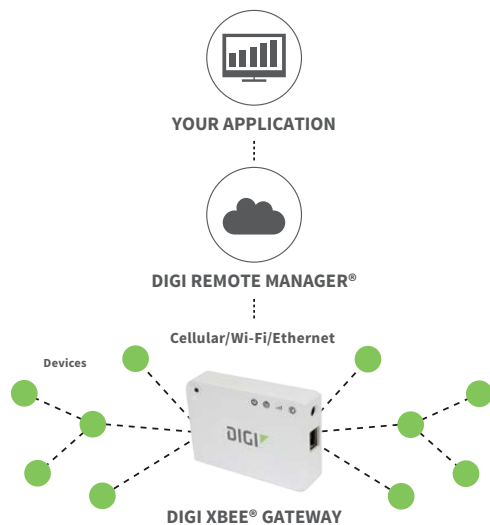 YOUR APPLICATION
DIGI REMOTE MANAGER®
Cellular/Wi-Fi/Ethernet
Devices
DIGI
DIGI XBEE® GATEWAY